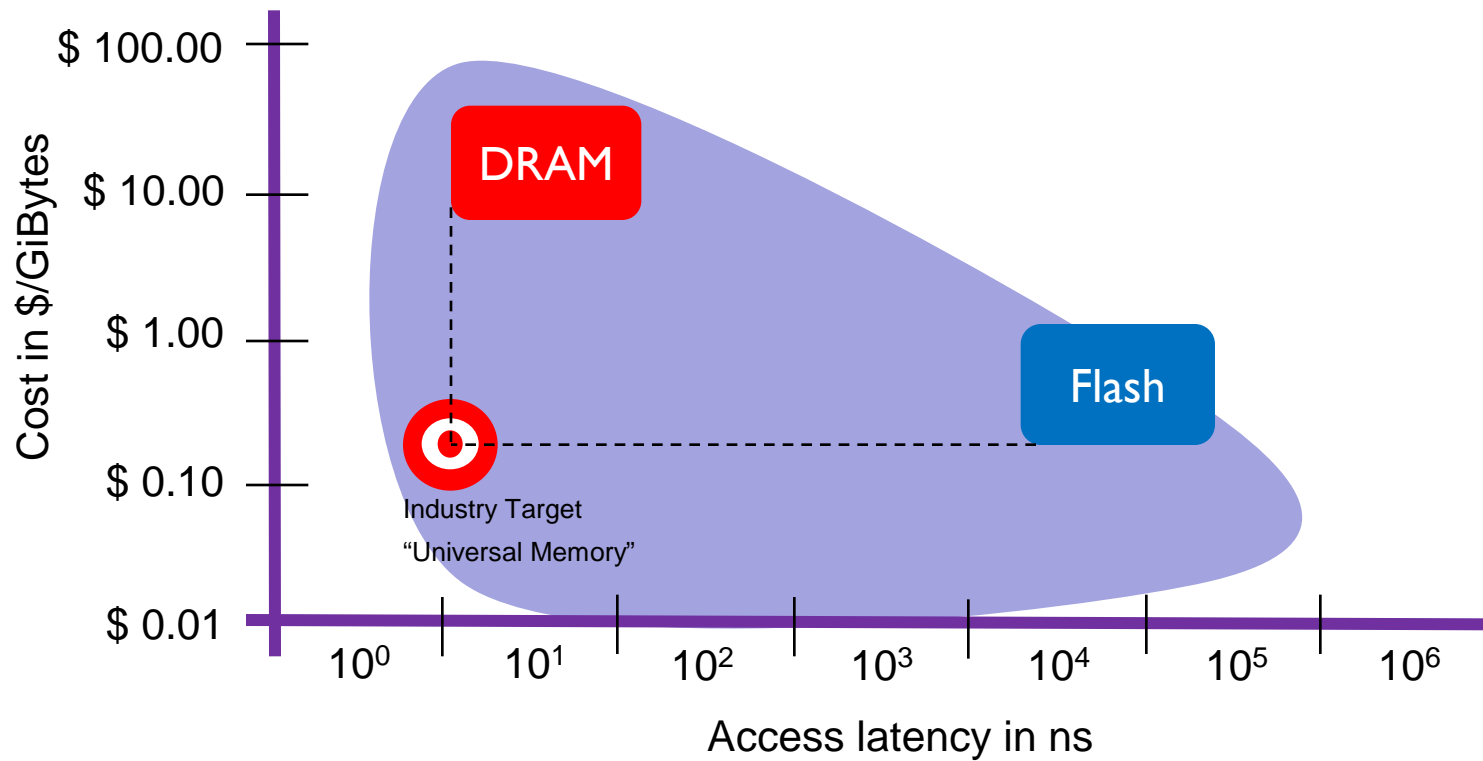 $ 100.00
$ 10.00
$ 1.00
$ 0.10
$ 0.01
Cost in $/GiBytes
DRAM
Flash
Industry Target
“Universal Memory”
10⁰ 10¹ 10² 10³ 10⁴ 10⁵ 10⁶
Access latency in ns